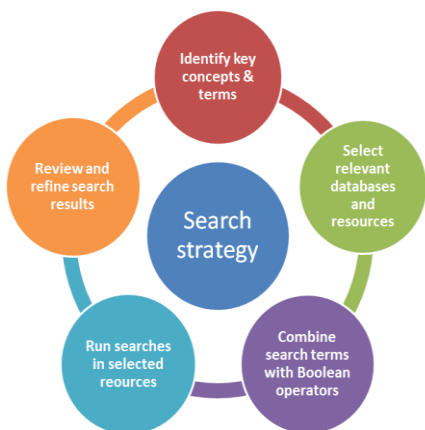 Identify key
concepts &
terms
Select
relevant
databases
and
resources
Combine
search terms
with Boolean
operators
Run searches
in selected
reources
Review and
refine search
results
Search
strategy